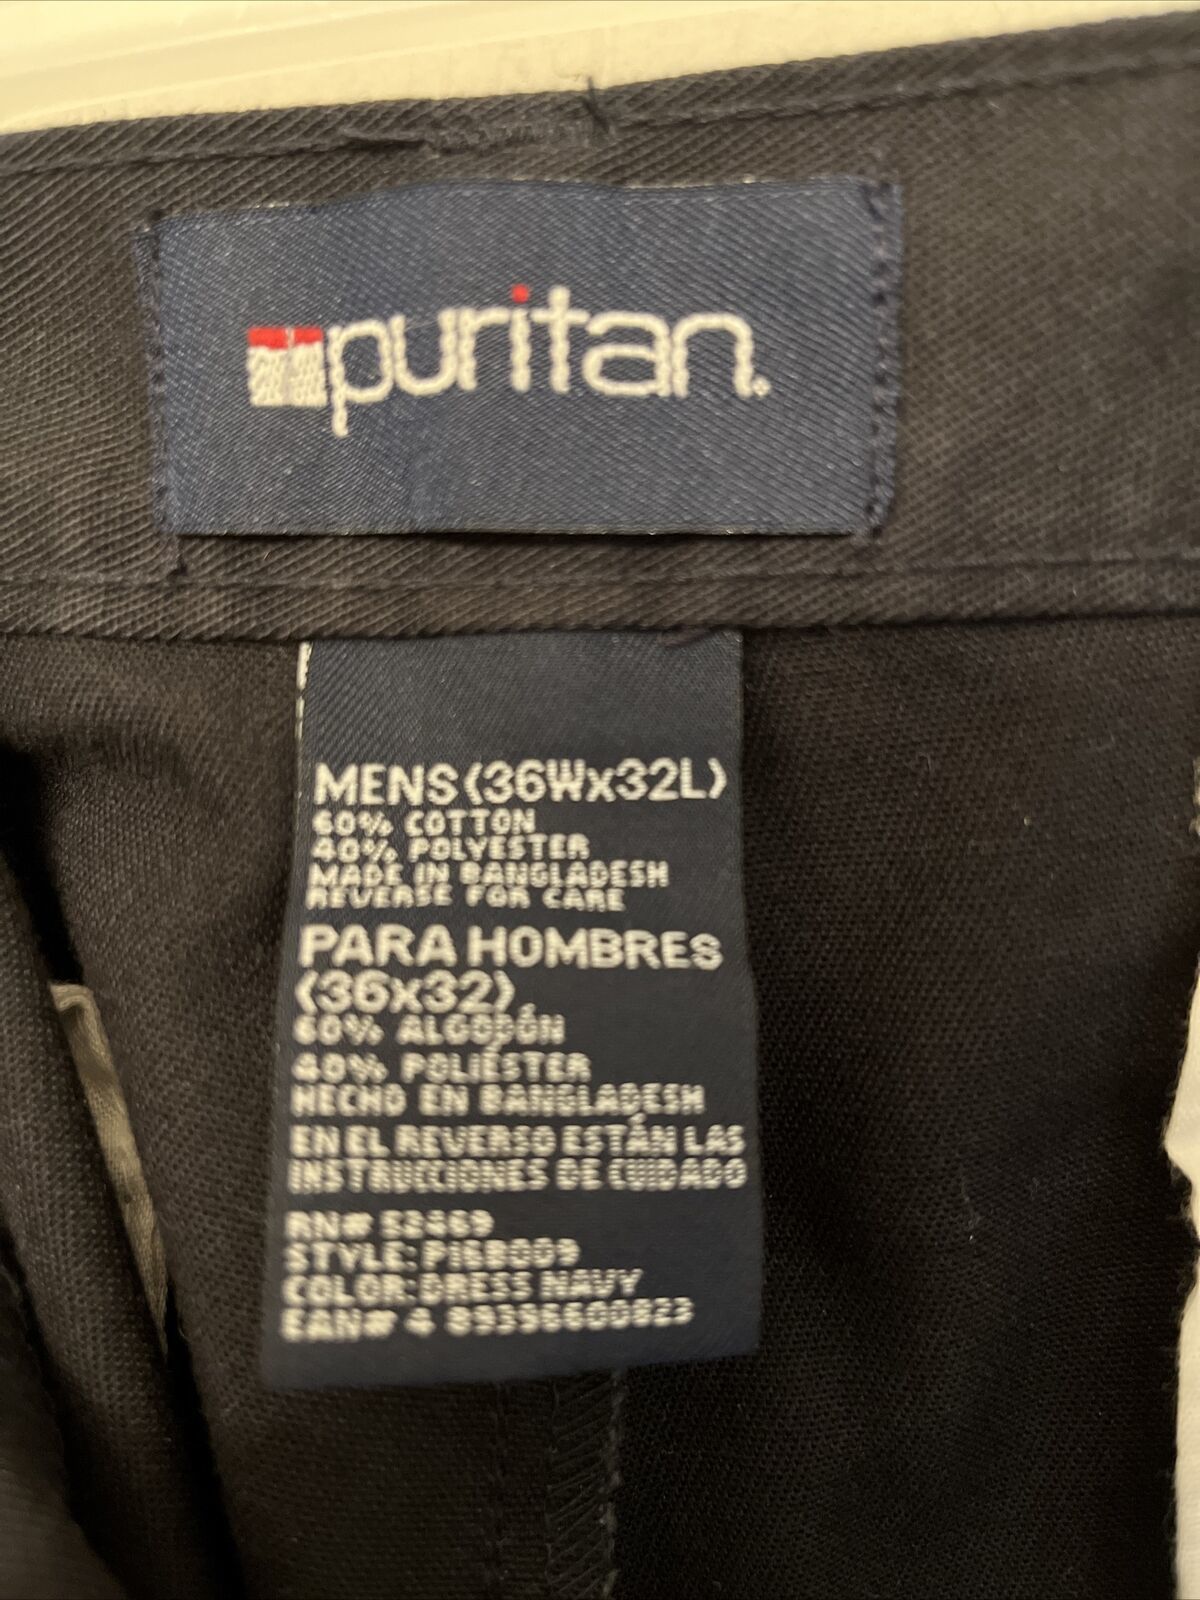 puritan.
MENS (36Wx32L)
60% COTTON
40% POLYESTER
MADE IN BANGLADESH
REVERSE FOR CARE
PARA HOMBRES
(36x32)
60% ALGODÓN
40% POLIÉSTER
HECHO EN BANGLADESH
EN EL REVERSO ESTÁN LAS
INSTRUCCIONES DE CUIDADO
RN# 52469
STYLE:
COLOR: DRESS NAVY
EAN# 4